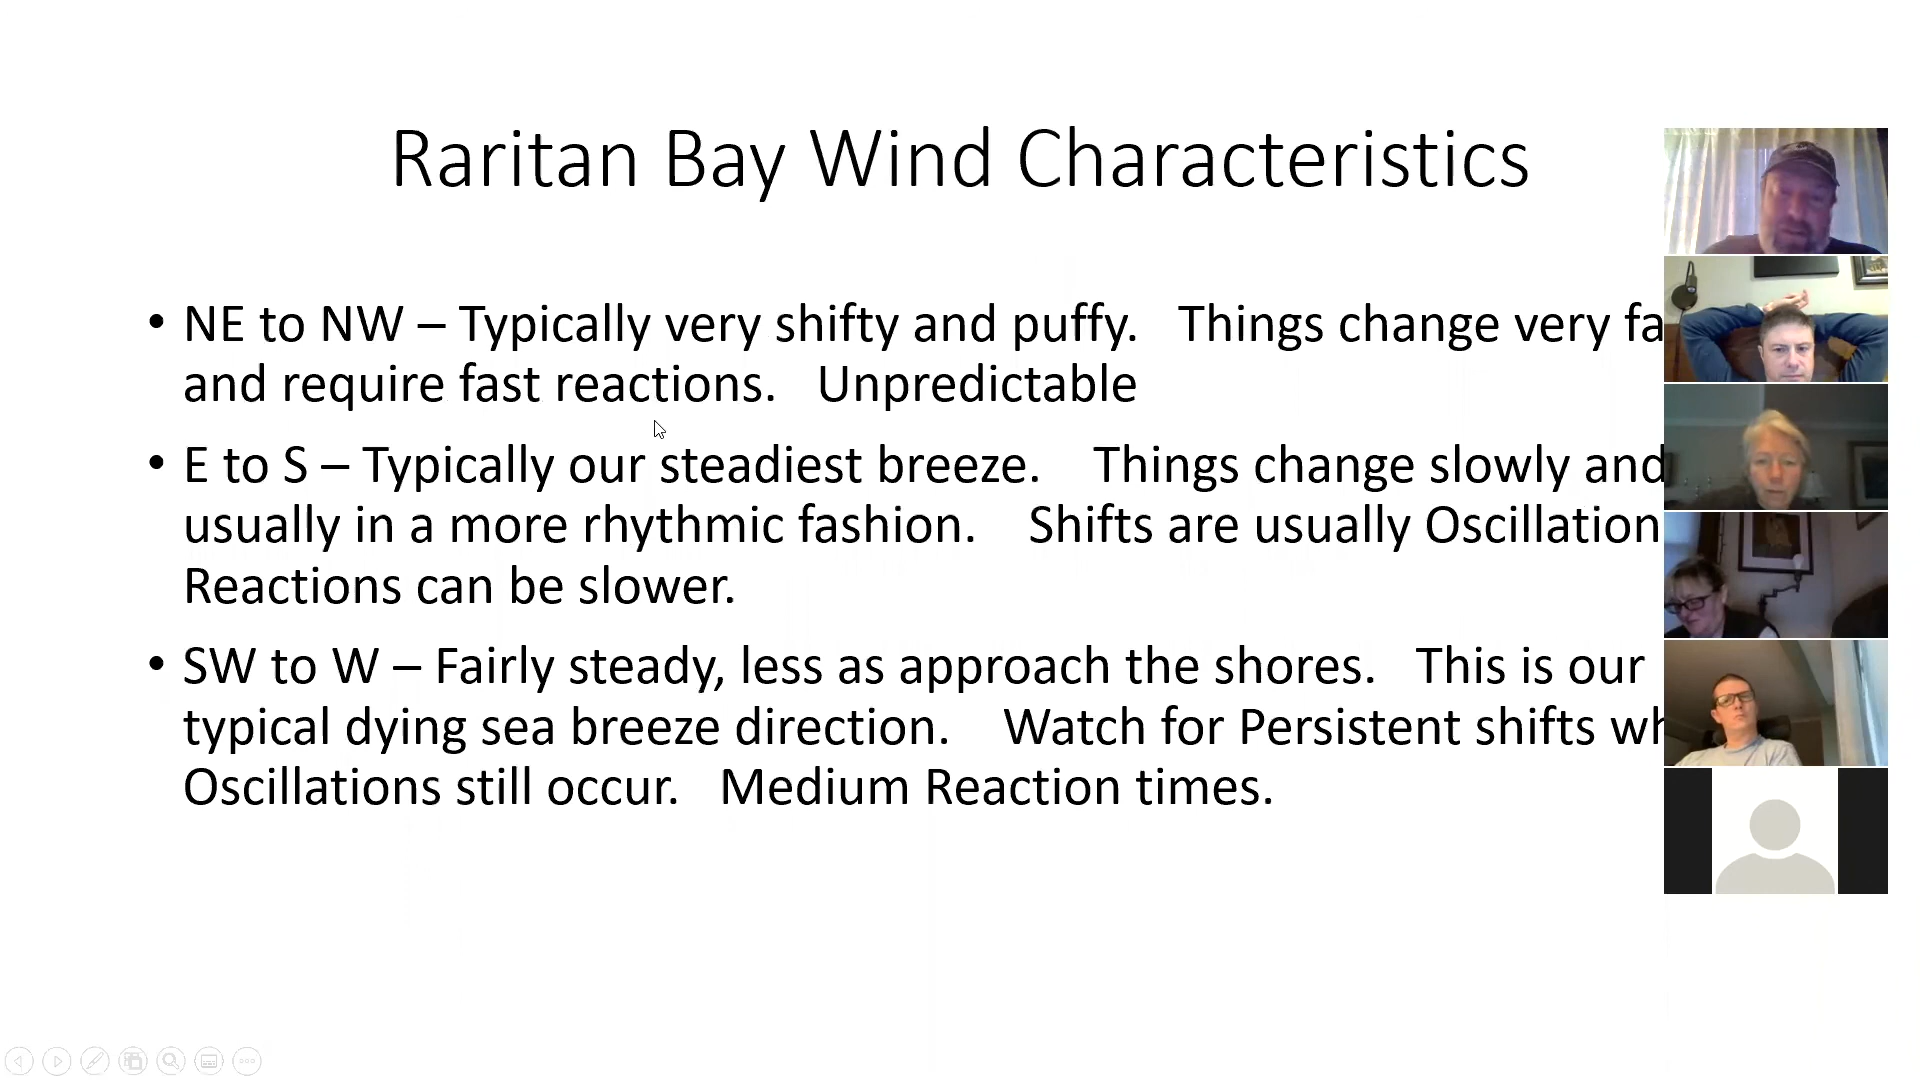 Raritan Bay Wind Characteristics
• NE to NW – Typically very shifty and puffy. Things change very
and require fast reactions. Unpredictable
• E to S – Typically our steadiest breeze. Things change slowly and
usually in a more rhythmic fashion. Shifts are usually Oscillation
Reactions can be slower.
• SW to W – Fairly steady, less as approach the shores. This is our
typical dying sea breeze direction. Watch for Persistent shifts
Oscillations still occur. Medium Reaction times.